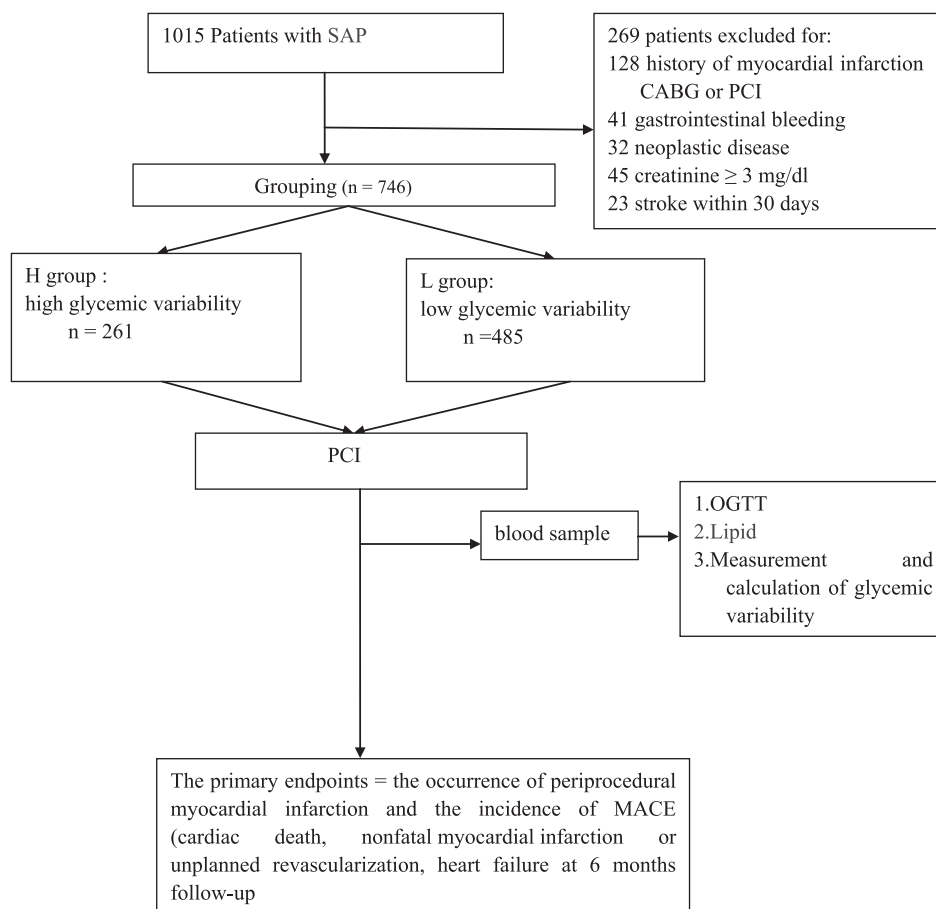 1015 Patients with SAP
269 patients excluded for:
128 history of myocardial infarction
CABG or PCI
41 gastrointestinal bleeding
32 neoplastic disease
45 creatinine ≥ 3 mg/dl
23 stroke within 30 days
Grouping (n = 746)
H group :
high glycemic variability
n = 261
L group:
low glycemic variability
n =485
PCI
blood sample
1.OGTT
2.Lipid
3.Measurement and
calculation of glycemic
variability
The primary endpoints = the occurrence of periprocedural
myocardial infarction and the incidence of MACE
(cardiac death, nonfatal myocardial infarction or
unplanned revascularization, heart failure at 6 months
follow-up